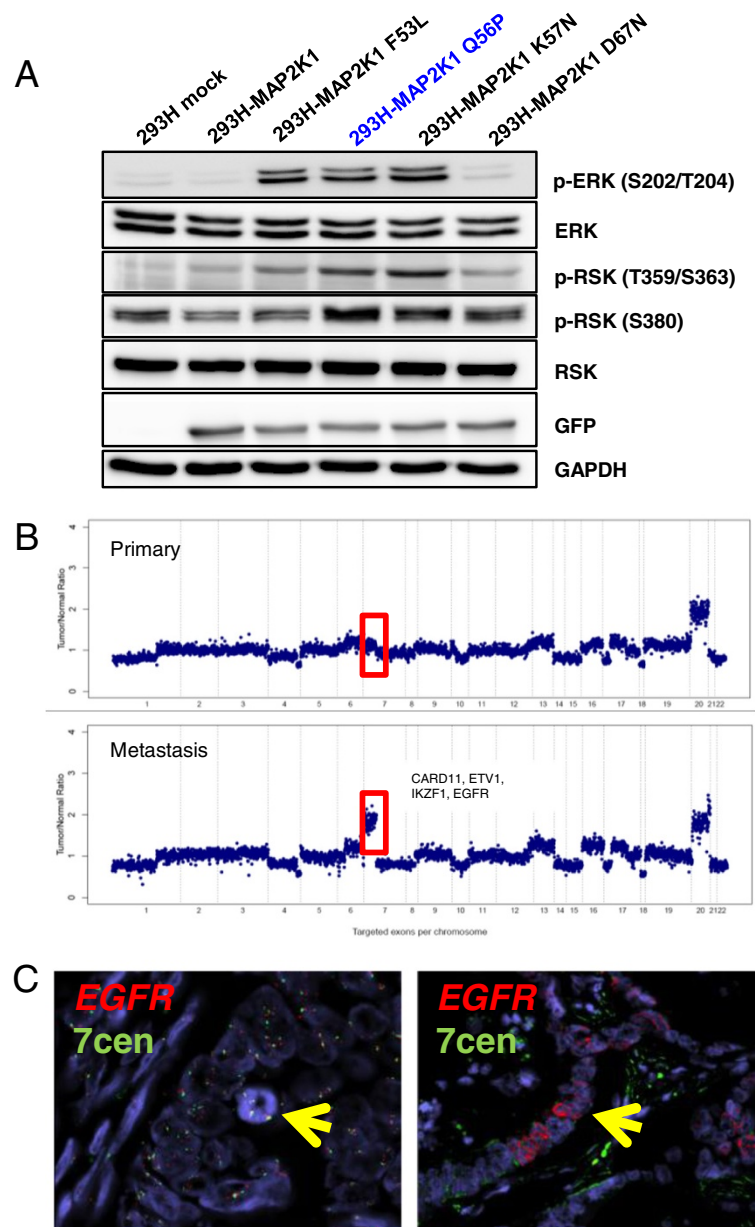 A
293H mock
293H-MAP2K1
293H-MAP2K1 F53L
293H-MAP2K1 Q56P
293H-MAP2K1 K57N
293H-MAP2K1 D67N
p-ERK (S202/T204)
ERK
p-RSK (T359/S363)
p-RSK (S380)
RSK
GFP
GAPDH
B
Primary
Tumor/Normal Ratio
4
3
2
1
0
1 2 3 4 5 6 7 8 9 10 11 12 13 14 15 16 17 18 19 20 21 22
Metastasis
CARD11, ETV1,
IKZF1, EGFR
Tumor/Normal Ratio
4
3
2
1
0
1 2 3 4 5 6 7 8 9 10 11 12 13 14 15 16 17 18 19 20 21 22
Targeted exons per chromosome
C
EGFR
7cen
EGFR
7cen